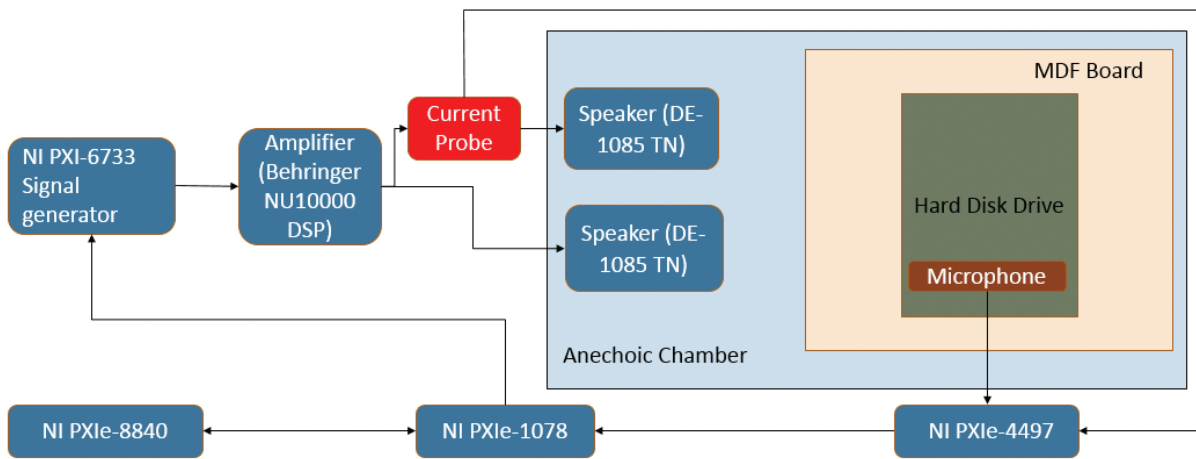 MDF Board
Current
Probe
Speaker (DE-
1085 TN)
NI PXI-6733
Signal
generator
Amplifier
(Behringer
NU10000
DSP)
Hard Disk Drive
Speaker (DE-
1085 TN)
Microphone
Anechoic Chamber
NI PXIe-8840
NI PXIe-1078
NI PXIe-4497